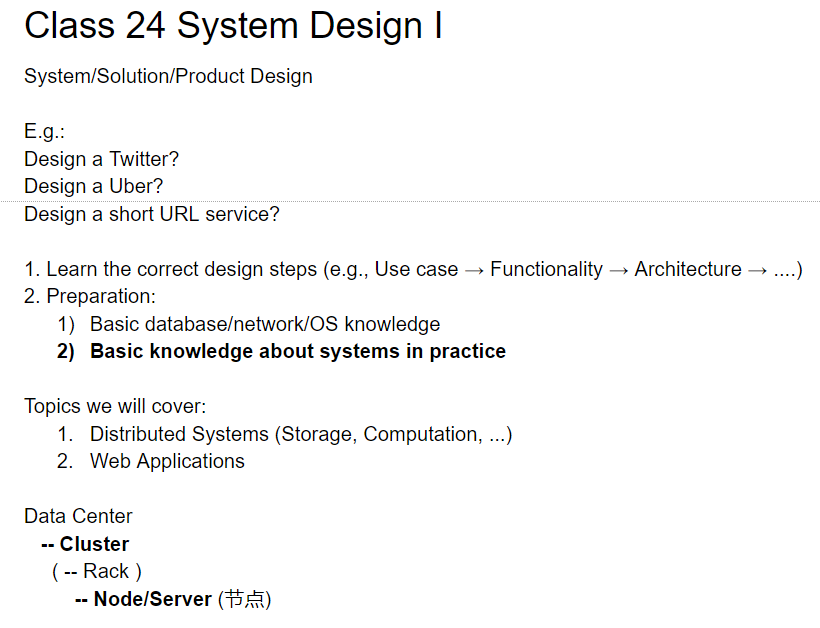 Class 24 System Design I
System/Solution/Product Design
E.g.:
Design a Twitter?
Design a Uber?
Design a short URL service?
1. Learn the correct design steps (e.g., Use case → Functionality → Architecture → ....)
2. Preparation:
1) Basic database/network/OS knowledge
2) Basic knowledge about systems in practice
Topics we will cover:
1. Distributed Systems (Storage, Computation, ...)
2. Web Applications
Data Center
-- Cluster
( -- Rack )
-- Node/Server (节点)